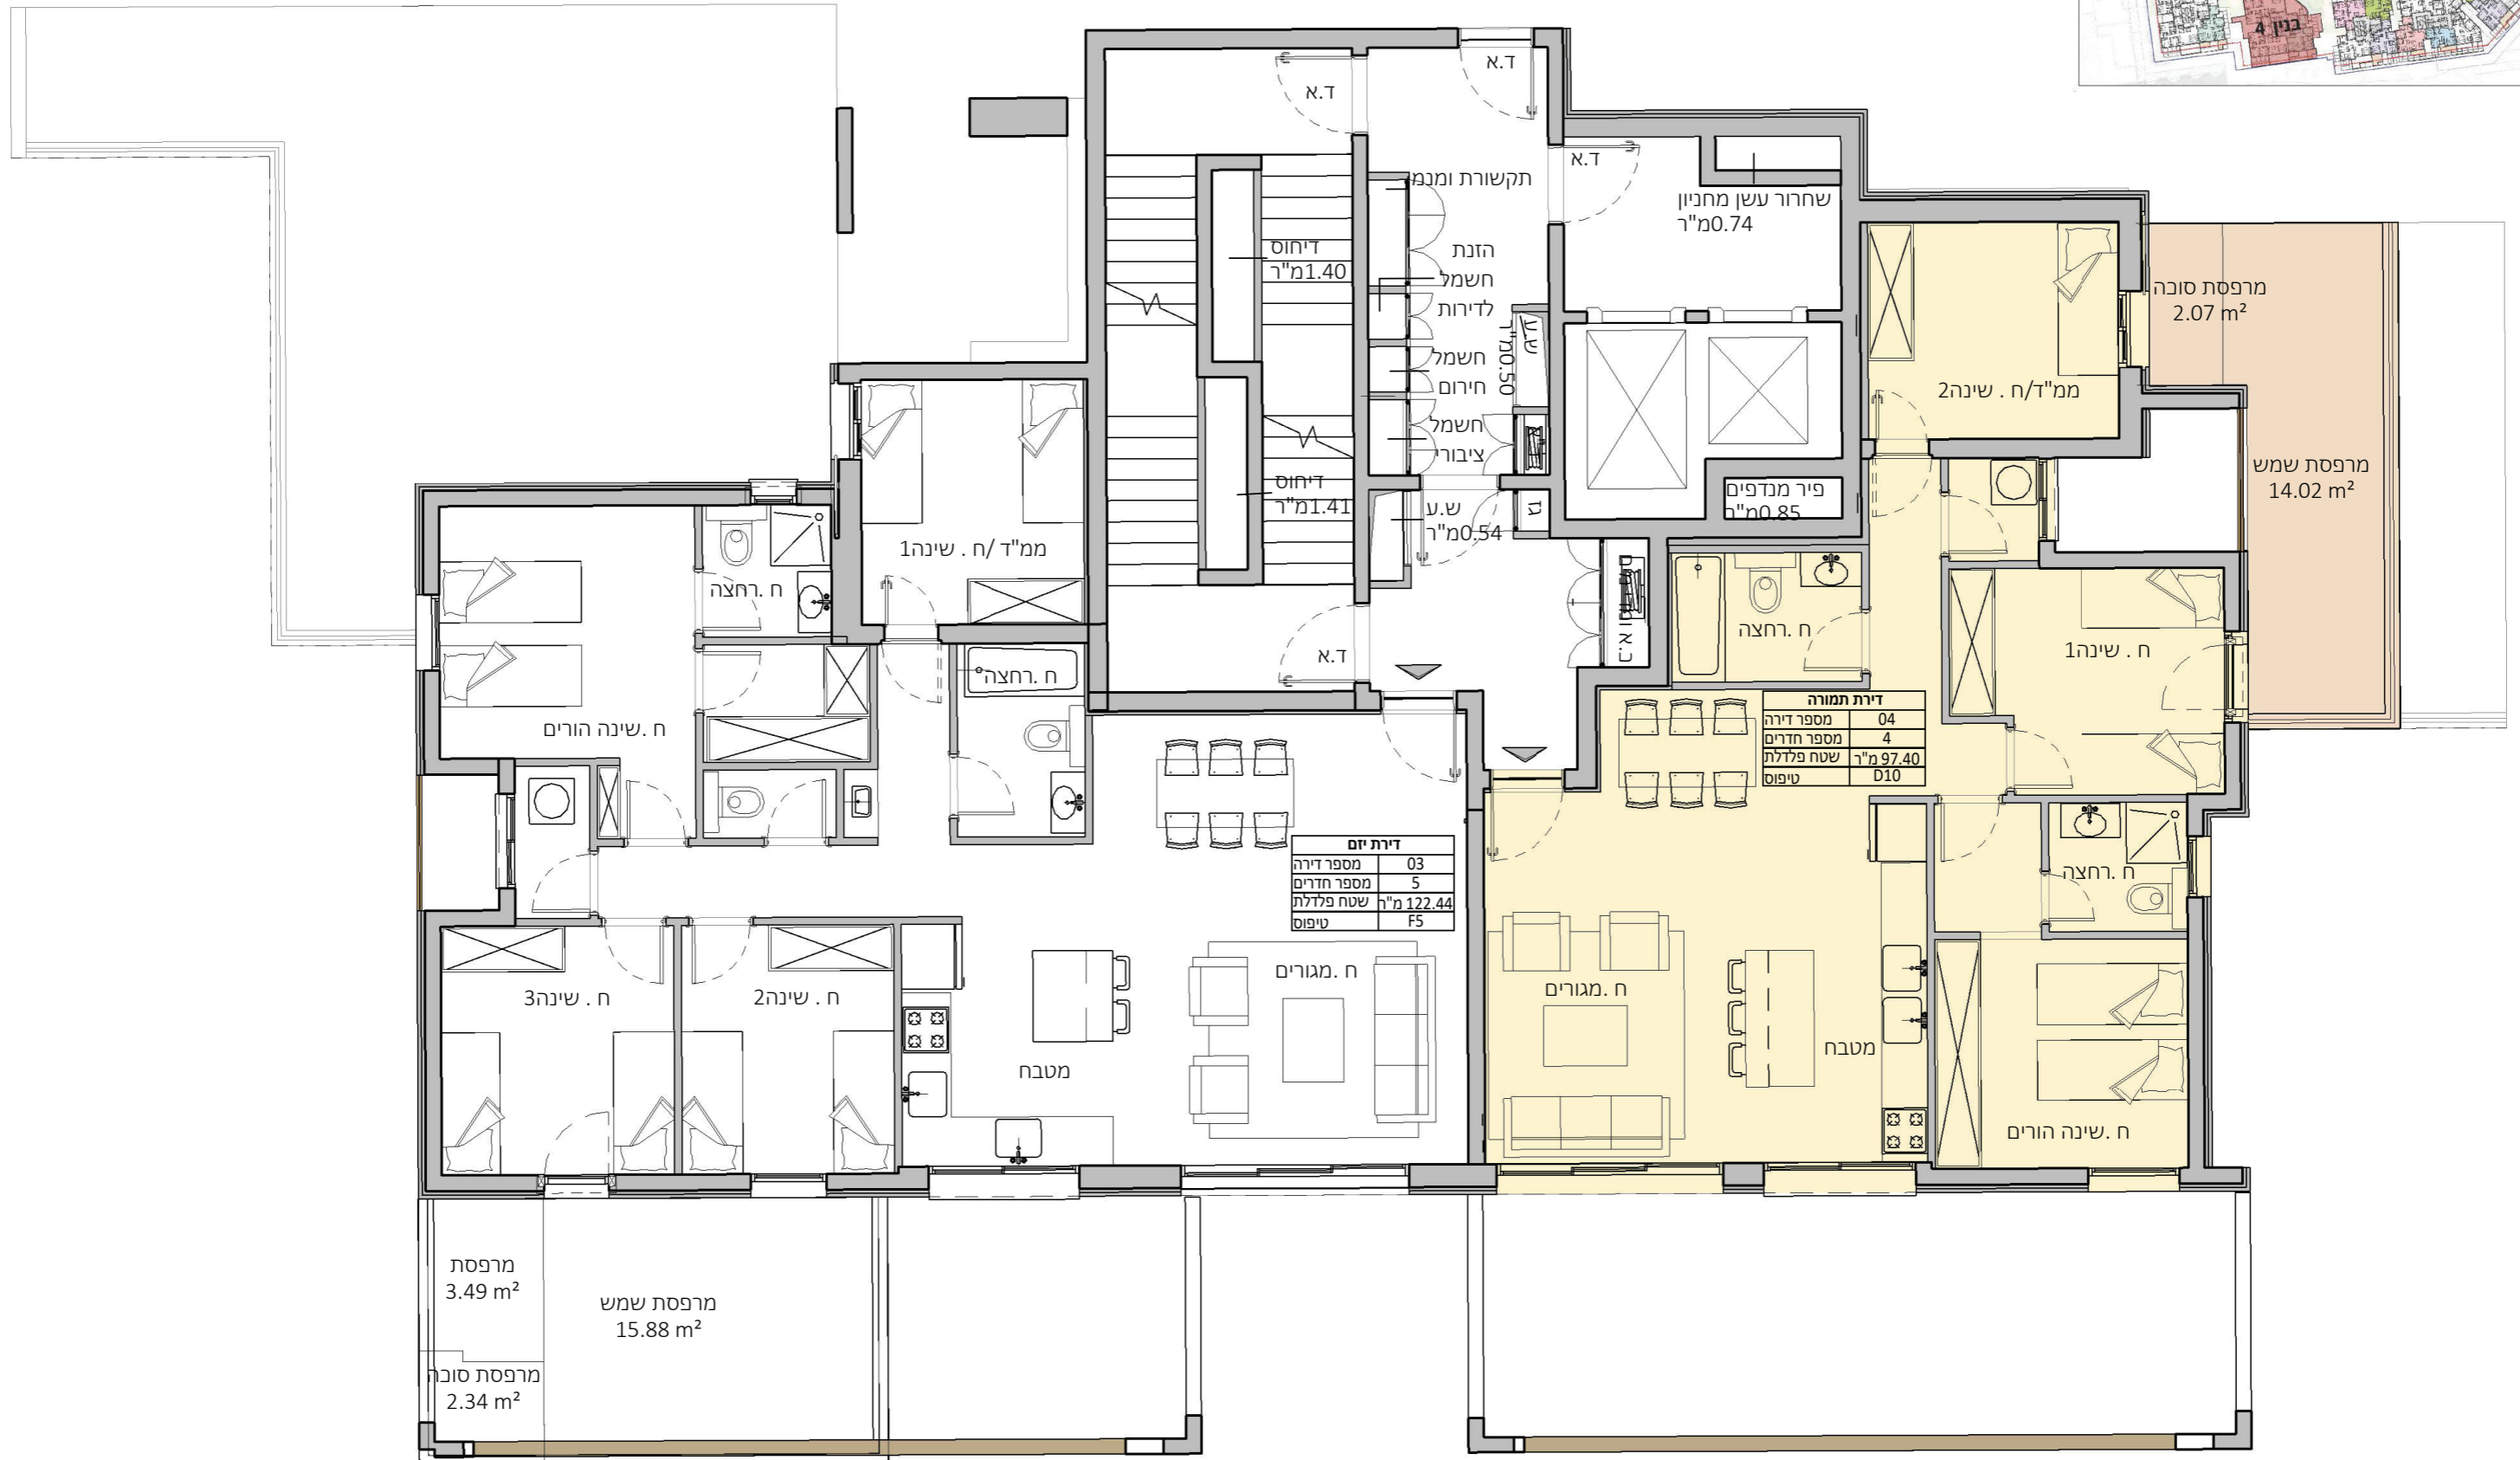 בנין 4
ד.א
ד.א
ד.א
תקשורת ומנמ
שחרור עשן מחניון
0.74מ"ר
דיחוס
1.40מ"ר
הזנת
חשמל
לדירות
ש.ע
0.50מ"ר
חשמל
חירום
חשמל
ציבורי
דיחוס
1.41מ"ר
ש.ע
0.54מ"ר
גז
פיר מנדפים
0.85מ"ר
ד.א
ממ"ד/ח . שינה2
מרפסת סוכה
2.07 m²
מרפסת שמש
14.02 m²
ח .רחצה
ח . שינה1
דירת תמורה
מספר דירה 04
מספר חדרים 4
שטח פלדלת 97.40 מ"ר
טיפוס D10
ח .רחצה
ח .מגורים
מטבח
ח .שינה הורים
ממ"ד /ח . שינה1
ח .רחצה
ח .רחצה
ח .שינה הורים
דירת יזם
מספר דירה 03
מספר חדרים 5
שטח פלדלת 122.44 מ"ר
טיפוס F5
ח .מגורים
מטבח
ח . שינה2
ח . שינה3
מרפסת
3.49 m²
מרפסת שמש
15.88 m²
מרפסת סוכה
2.34 m²